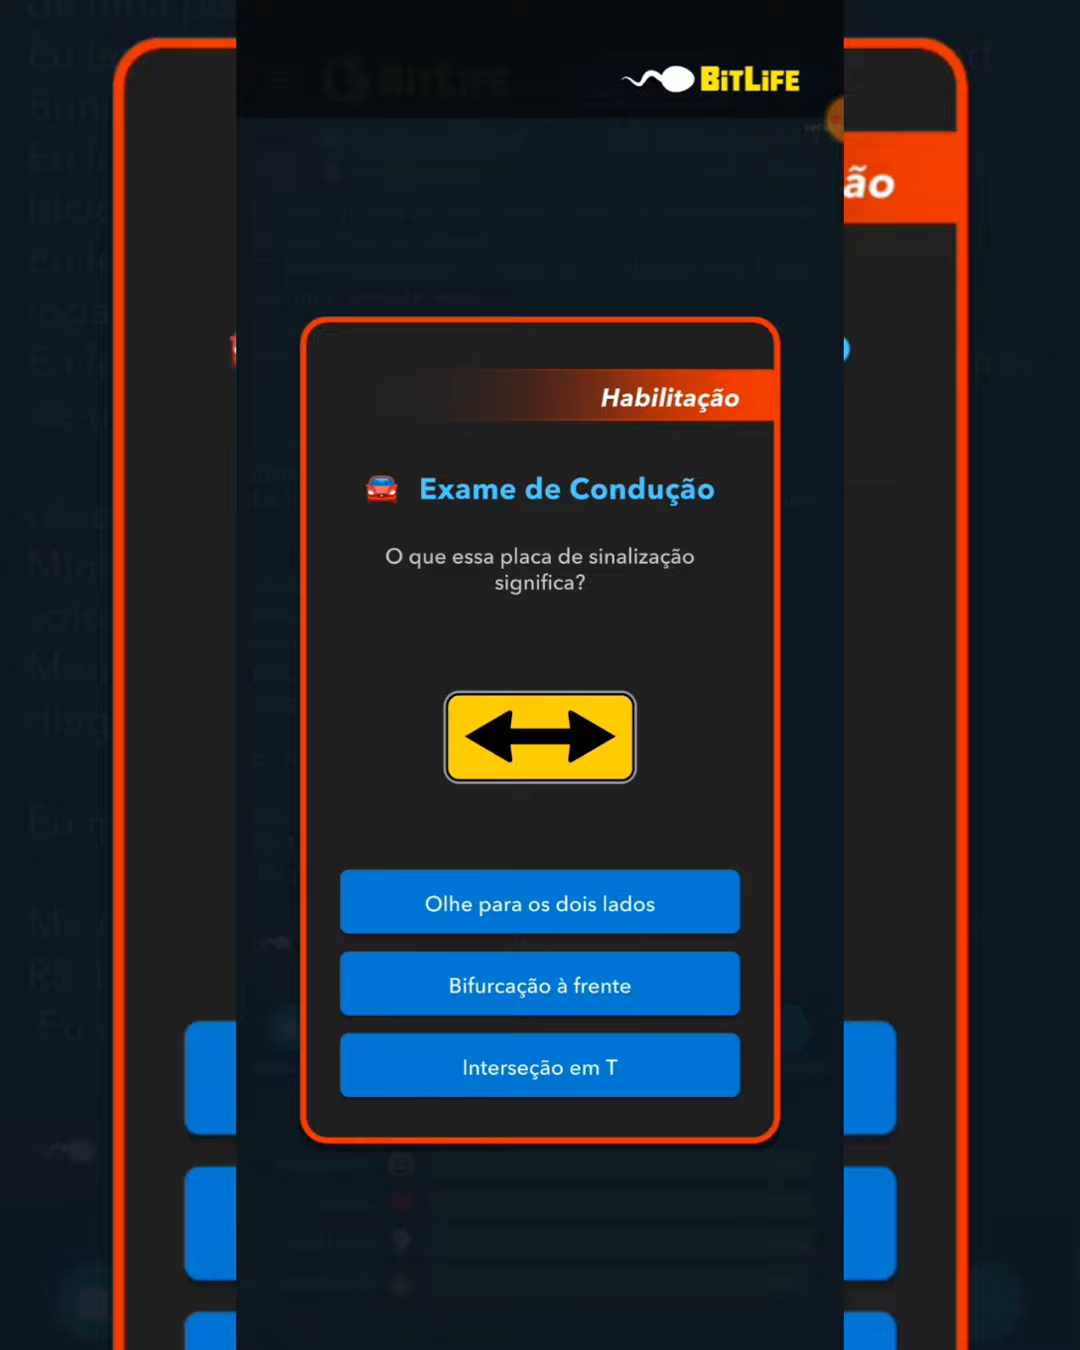 BitLife
ão
Habilitação
Exame de Condução
O que essa placa de sinalização
significa?
Olhe para os dois lados
Bifurcação à frente
Interseção em T